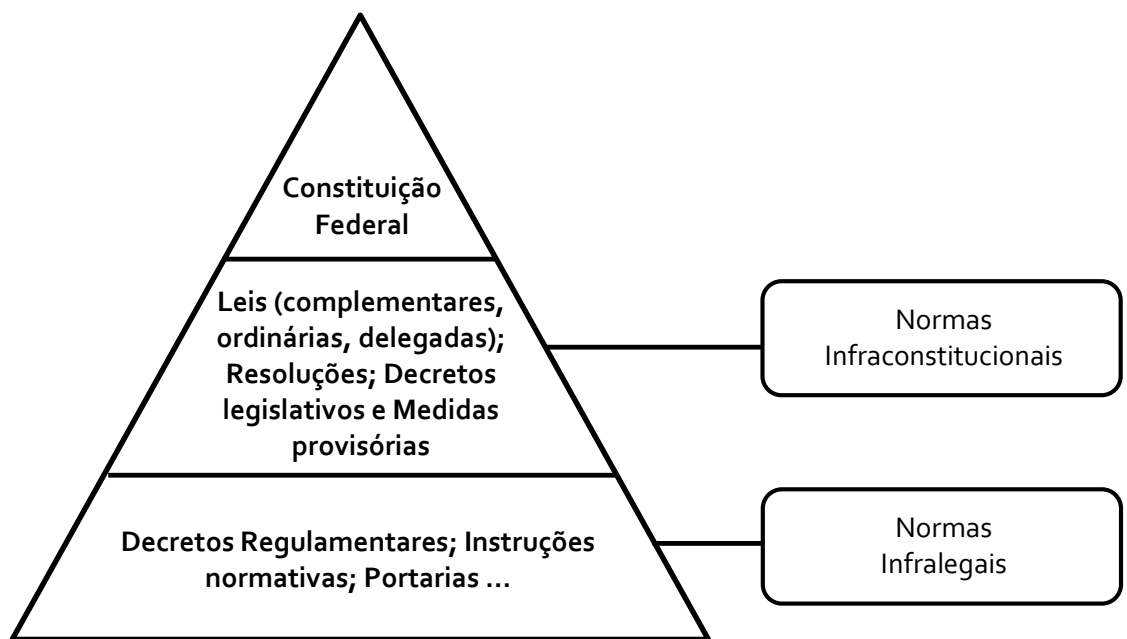 Constituição
Federal
Leis (complementares,
ordinárias, delegadas);
Resoluções; Decretos
legislativos e Medidas
provisórias
Normas
Infraconstitucionais
Decretos Regulamentares; Instruções
normativas; Portarias ...
Normas
Infralegais